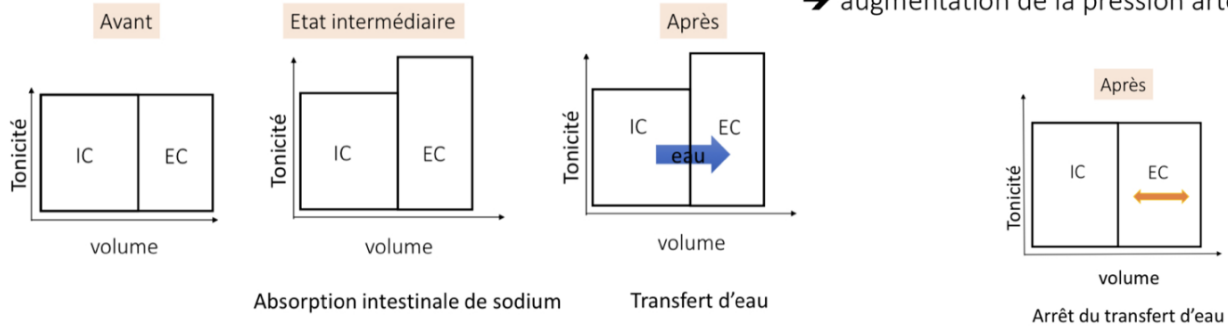 ➔ augmentation de la pression
Avant
Etat intermédiaire
Après
Après
Tonicité
IC
EC
volume
Tonicité
IC
EC
volume
Absorption intestinale de sodium
Tonicité
IC
EC
eau
volume
Transfert d'eau
Tonicité
IC
EC
volume
Arrêt du transfert d'eau